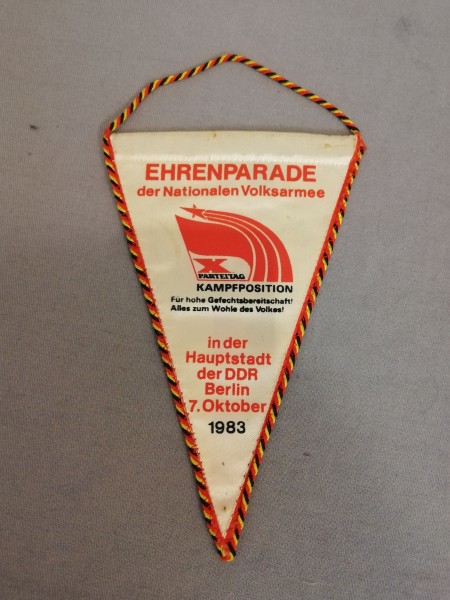 EHRENPARADE
der Nationalen Volksarmee
X
PARTEITAG
KAMPFPOSITION
Für hohe Gefechtsbereitschaft!
Alles zum Wohle des Volkes!
in der
Hauptstadt
der DDR
Berlin
7. Oktober
1983